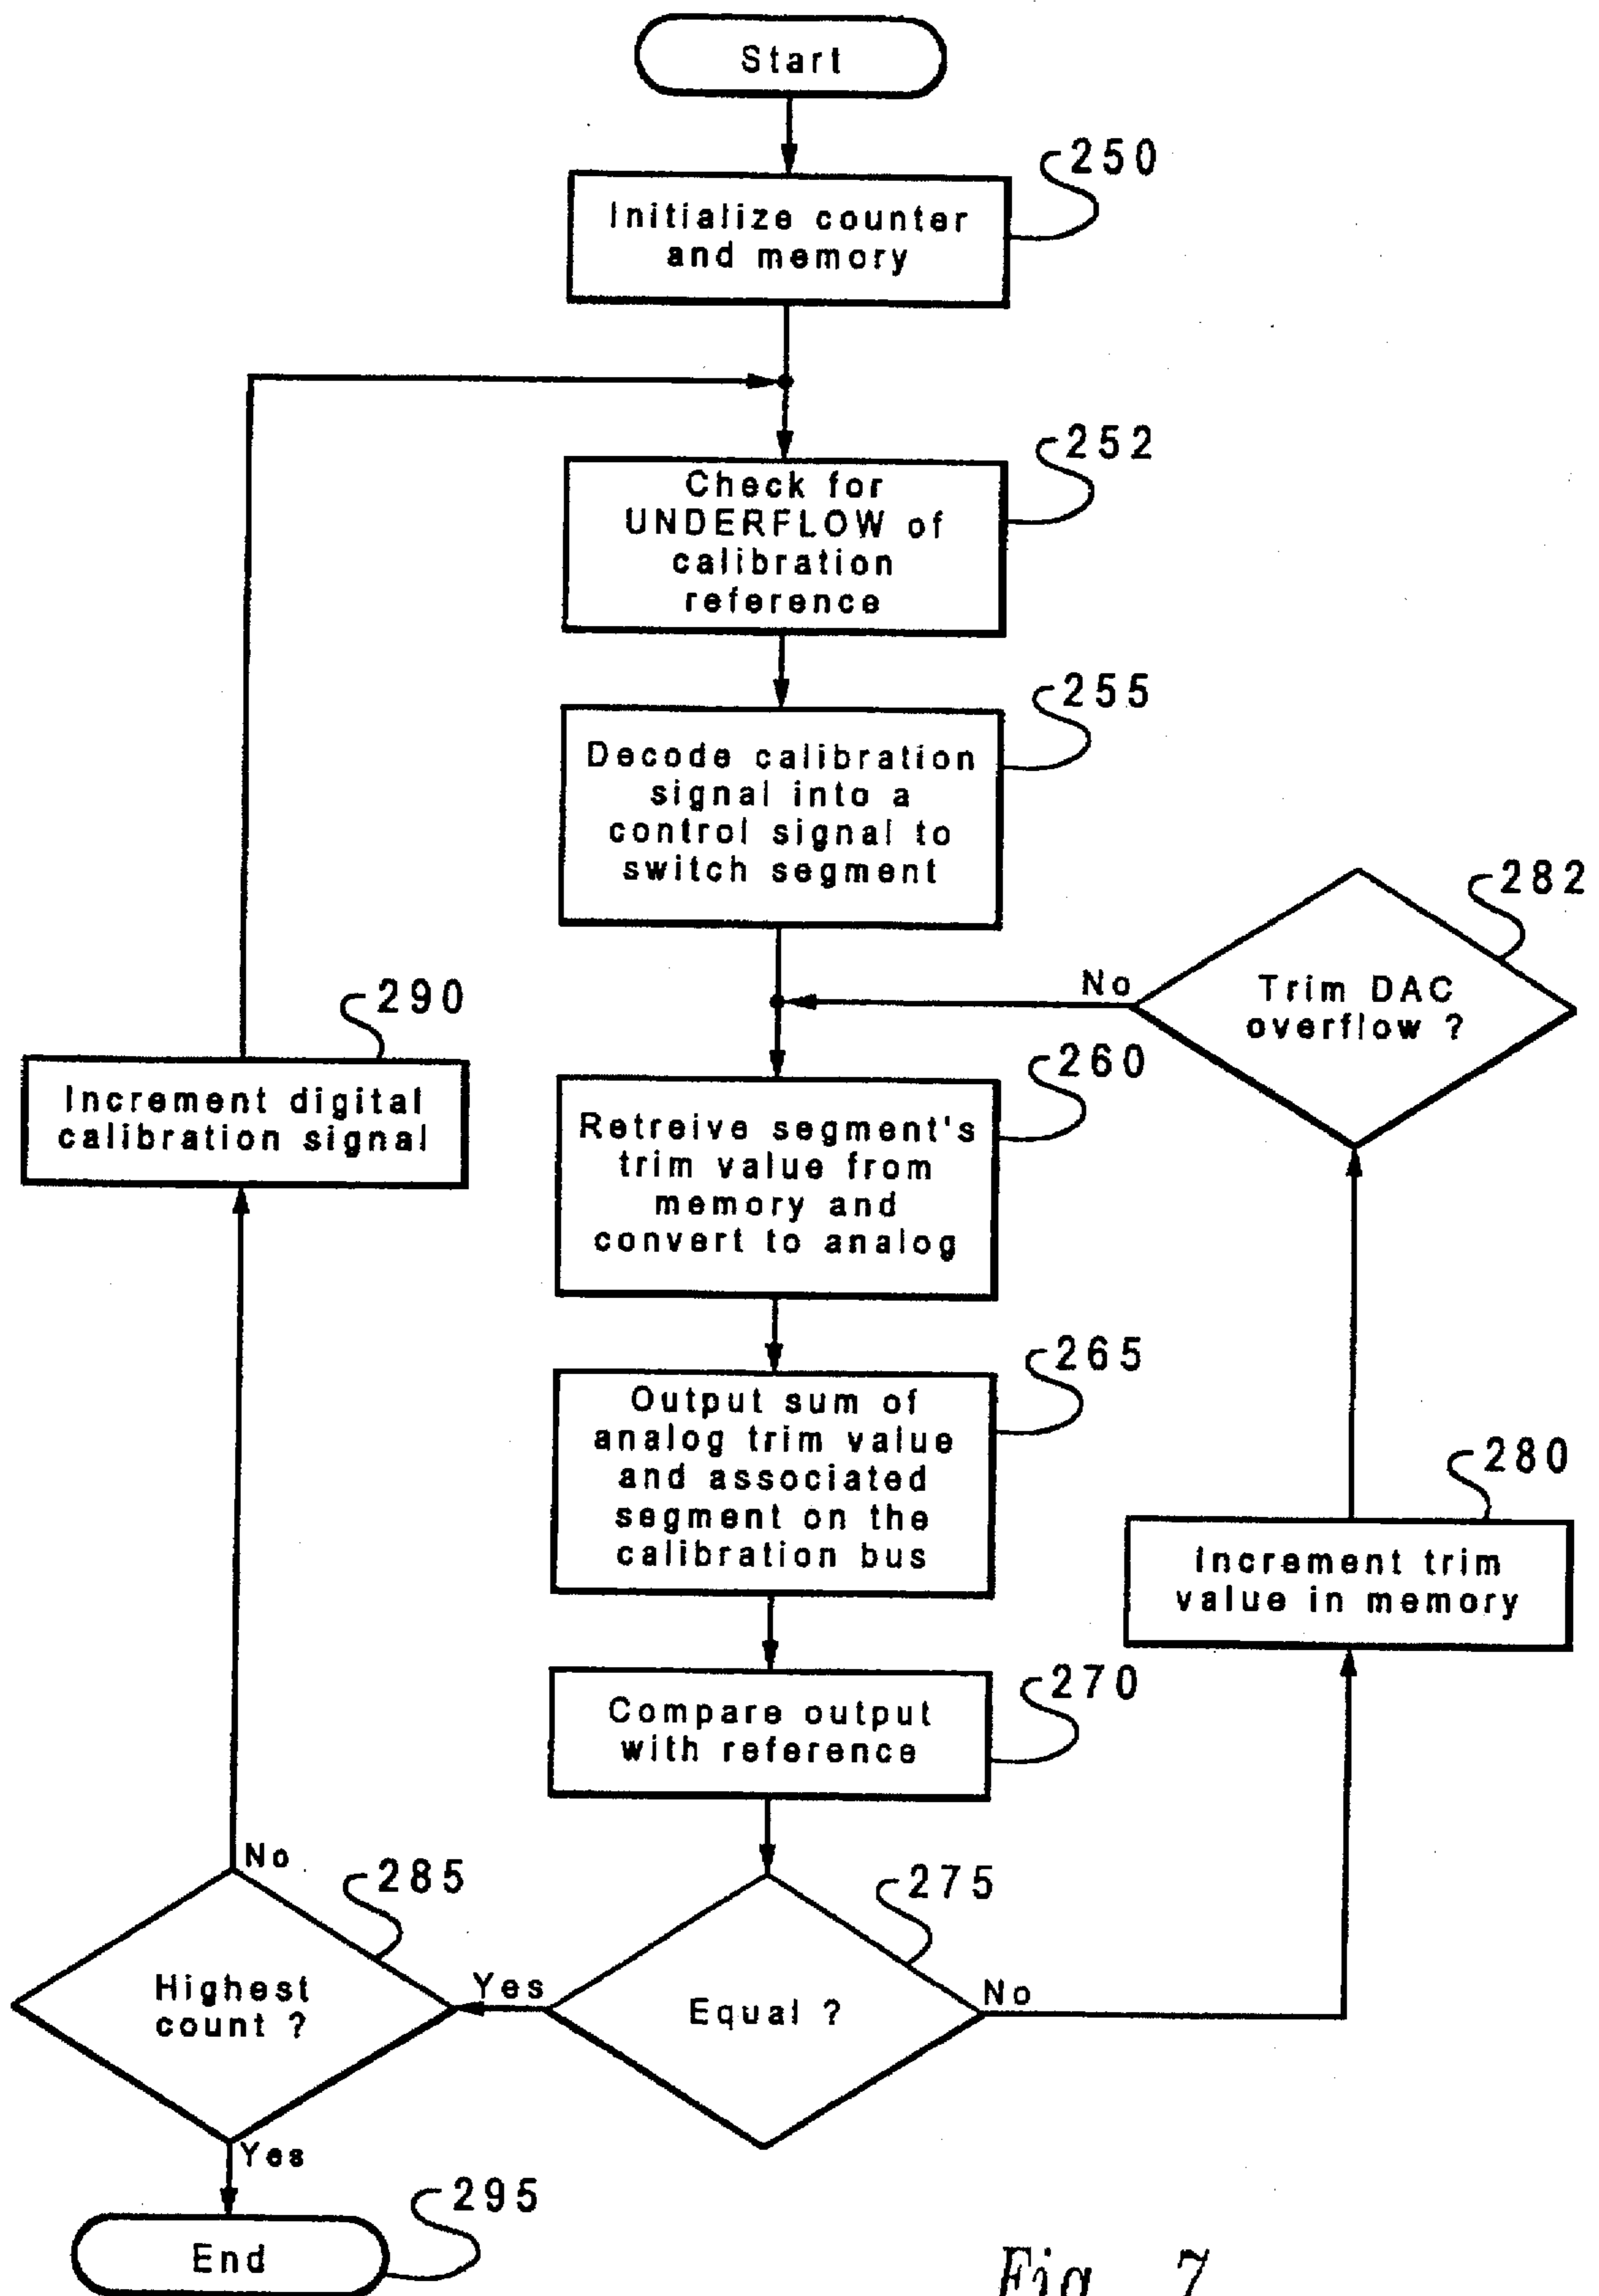 Start
250
Initialize counter
and memory
252
Check for
UNDERFLOW of
calibration
reference
255
Decode calibration
signal into a
control signal to
switch segment
282
No
Trim DAC
overflow ?
290
Increment digital
calibration signal
260
Retreive segment's
trim value from
memory and
convert to analog
265
Output sum of
analog trim value
and associated
segment on the
calibration bus
280
Increment trim
value in memory
270
Compare output
with reference
No
285
275
Highest
count ?
Yes
Equal ?
No
Yes
295
End
Fig. 7